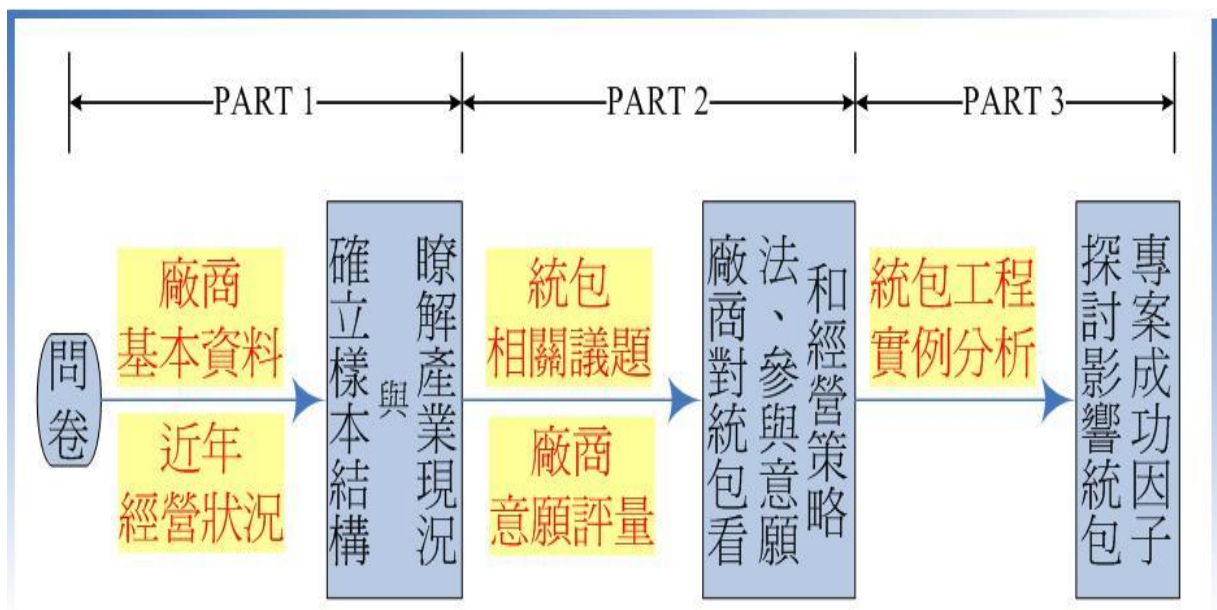 PART 1
PART 2
PART 3
問卷
廠商
基本資料
近年
經營狀況
確立樣本結構
與
瞭解產業現況
統包
相關議題
廠商
意願評量
廠商對統包看
法、參與意願
和經營策略
統包工程
實例分析
探討影響統包
專案成功因子